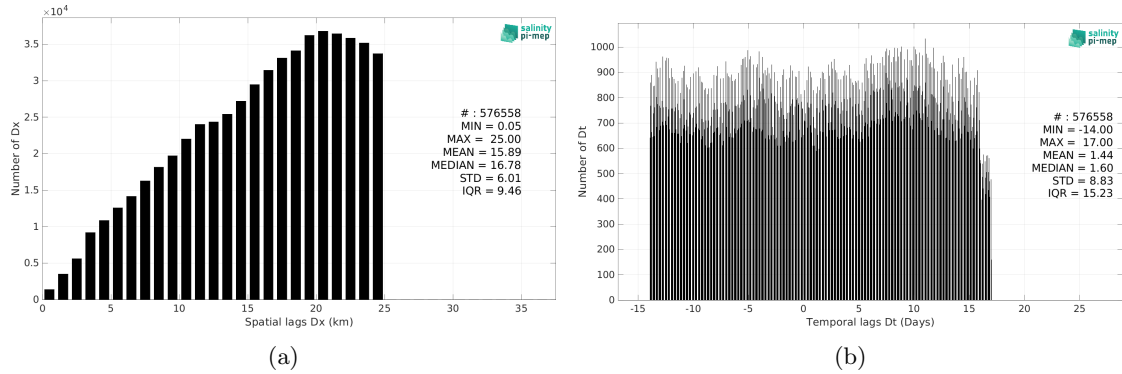 ×10⁴
3.5
3
2.5
2
1.5
1
0.5
0
Number of Dx
0 5 10 15 20 25 30 35
Spatial lags Dx (km)
salinity
pi-mep
# : 576558
MIN = 0.05
MAX = 25.00
MEAN = 15.89
MEDIAN = 16.78
STD = 6.01
IQR = 9.46
(a)
1000
900
800
700
600
500
400
300
200
100
0
Number of Dt
-15 -10 -5 0 5 10 15 20 25
Temporal lags Dt (Days)
salinity
pi-mep
# : 576558
MIN = -14.00
MAX = 17.00
MEAN = 1.44
MEDIAN = 1.60
STD = 8.83
IQR = 15.23
(b)